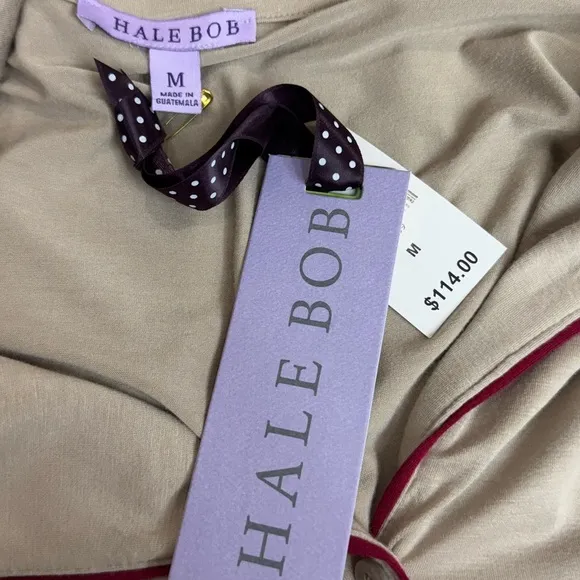 HALE BOB
M
MADE IN
GUATEMALA
HALE BOB
M
$114.00